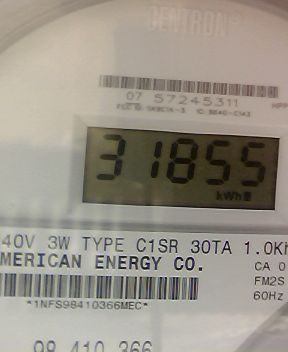 CENTRON®
07 57245311
31855
kWh
40V 3W TYPE C1SR 30TA 1.0Kh
MERICAN ENERGY CO.
CA 0
FM2S
60Hz
*1NFS98410366MEC*
98 410 366